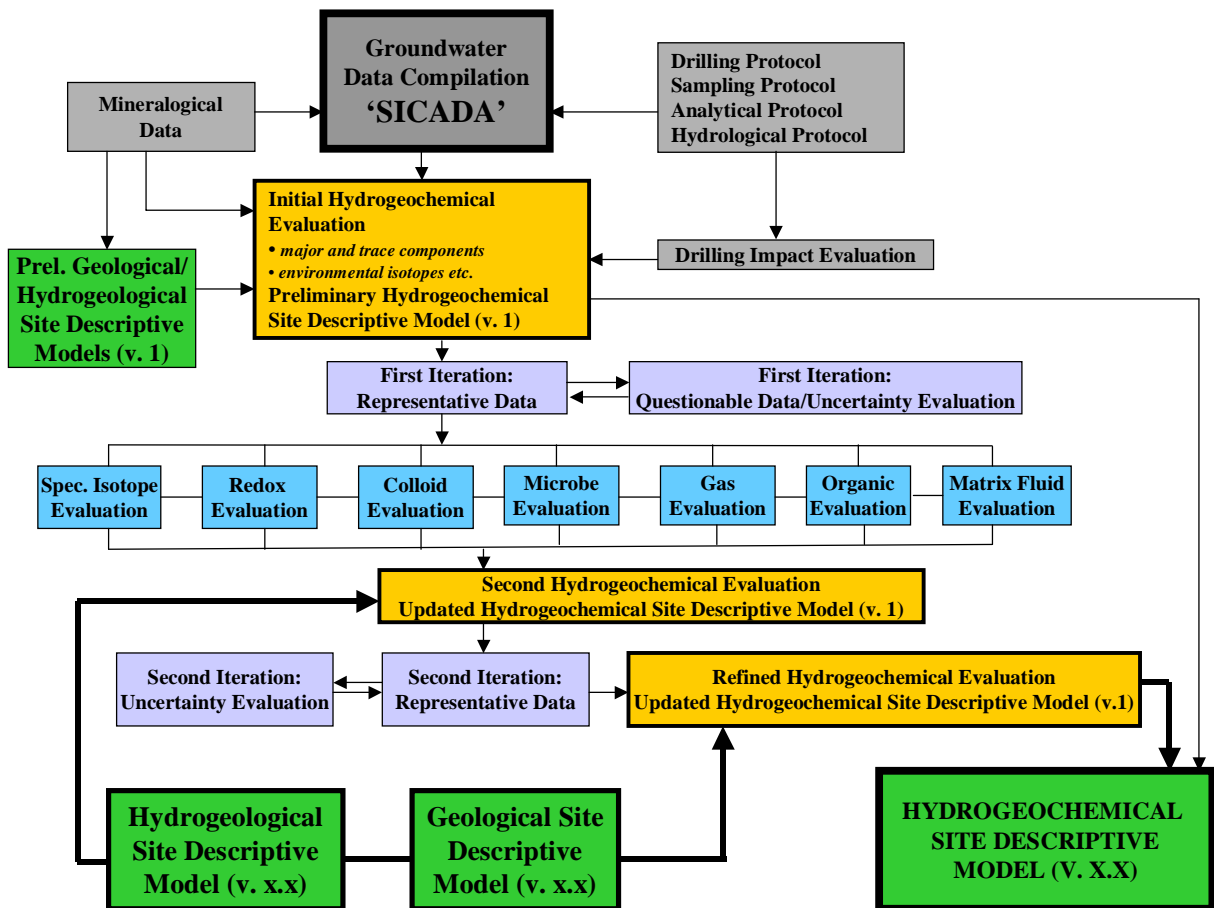 Groundwater
Data Compilation
‘SICADA’
Drilling Protocol
Sampling Protocol
Analytical Protocol
Hydrological Protocol
Mineralogical
Data
Initial Hydrogeochemical
Evaluation
• major and trace components
• environmental isotopes etc.
Preliminary Hydrogeochemical
Site Descriptive Model (v. 1)
Drilling Impact Evaluation
Prel. Geological/
Hydrogeological
Site Descriptive
Models (v. 1)
First Iteration:
Representative Data
First Iteration:
Questionable Data/Uncertainty Evaluation
Spec. Isotope
Evaluation
Redox
Evaluation
Colloid
Evaluation
Microbe
Evaluation
Gas
Evaluation
Organic
Evaluation
Matrix Fluid
Evaluation
Second Hydrogeochemical Evaluation
Updated Hydrogeochemical Site Descriptive Model (v. 1)
Second Iteration:
Uncertainty Evaluation
Second Iteration:
Representative Data
Refined Hydrogeochemical Evaluation
Updated Hydrogeochemical Site Descriptive Model (v.1)
Hydrogeological
Site Descriptive
Model (v. x.x)
Geological Site
Descriptive
Model (v. x.x)
HYDROGEOCHEMICAL
SITE DESCRIPTIVE
MODEL (V. X.X)